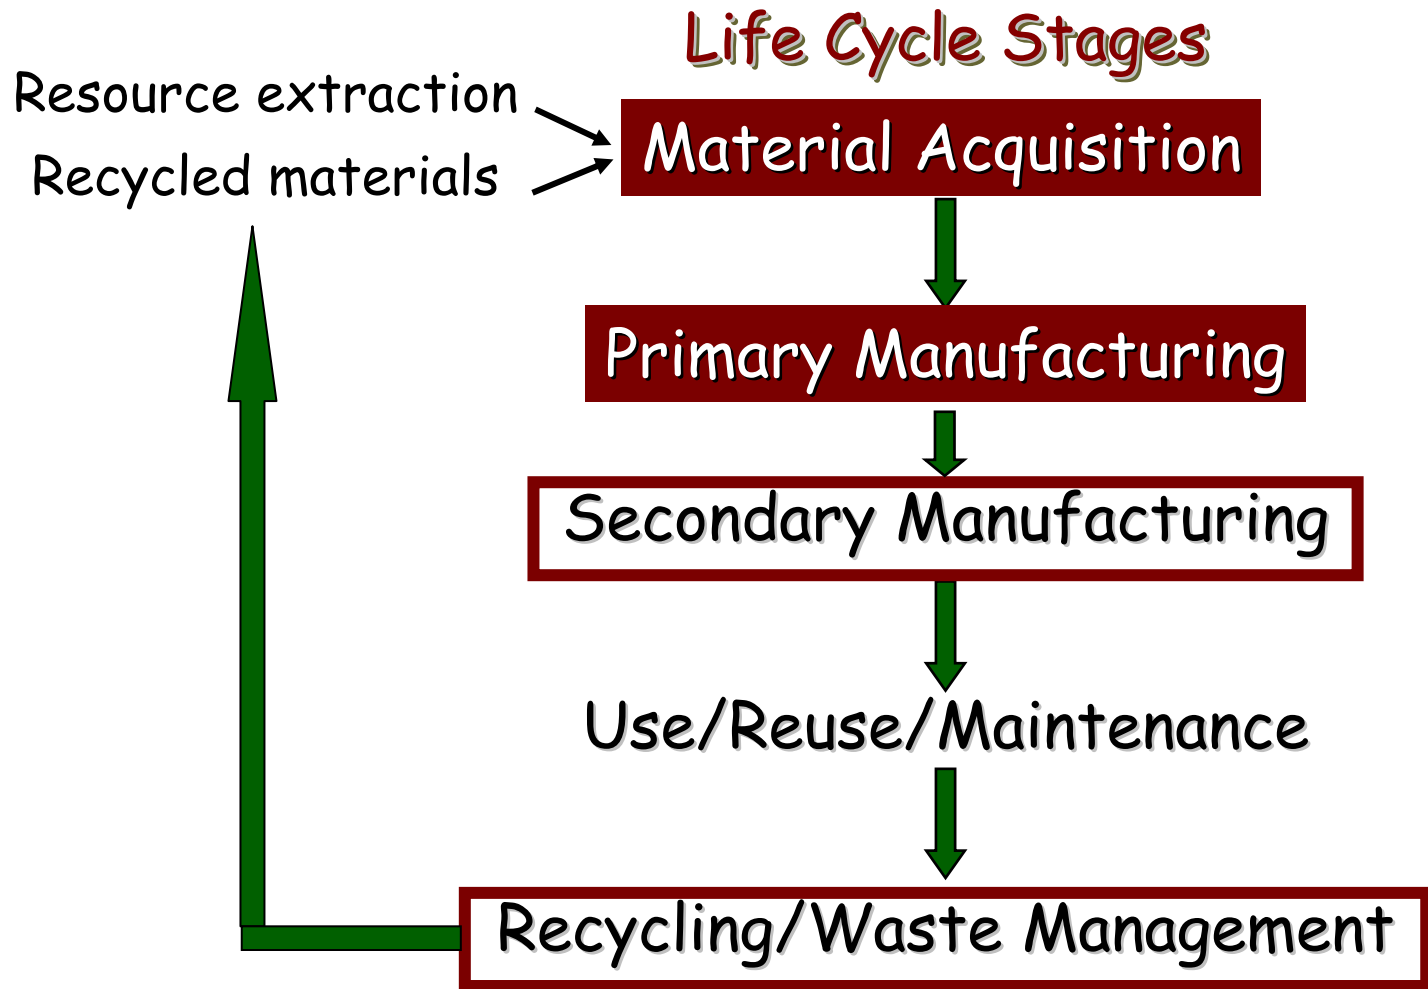 Life Cycle Stages
Resource extraction
Recycled materials
Material Acquisition
Primary Manufacturing
Secondary Manufacturing
Use/Reuse/Maintenance
Recycling/Waste Management